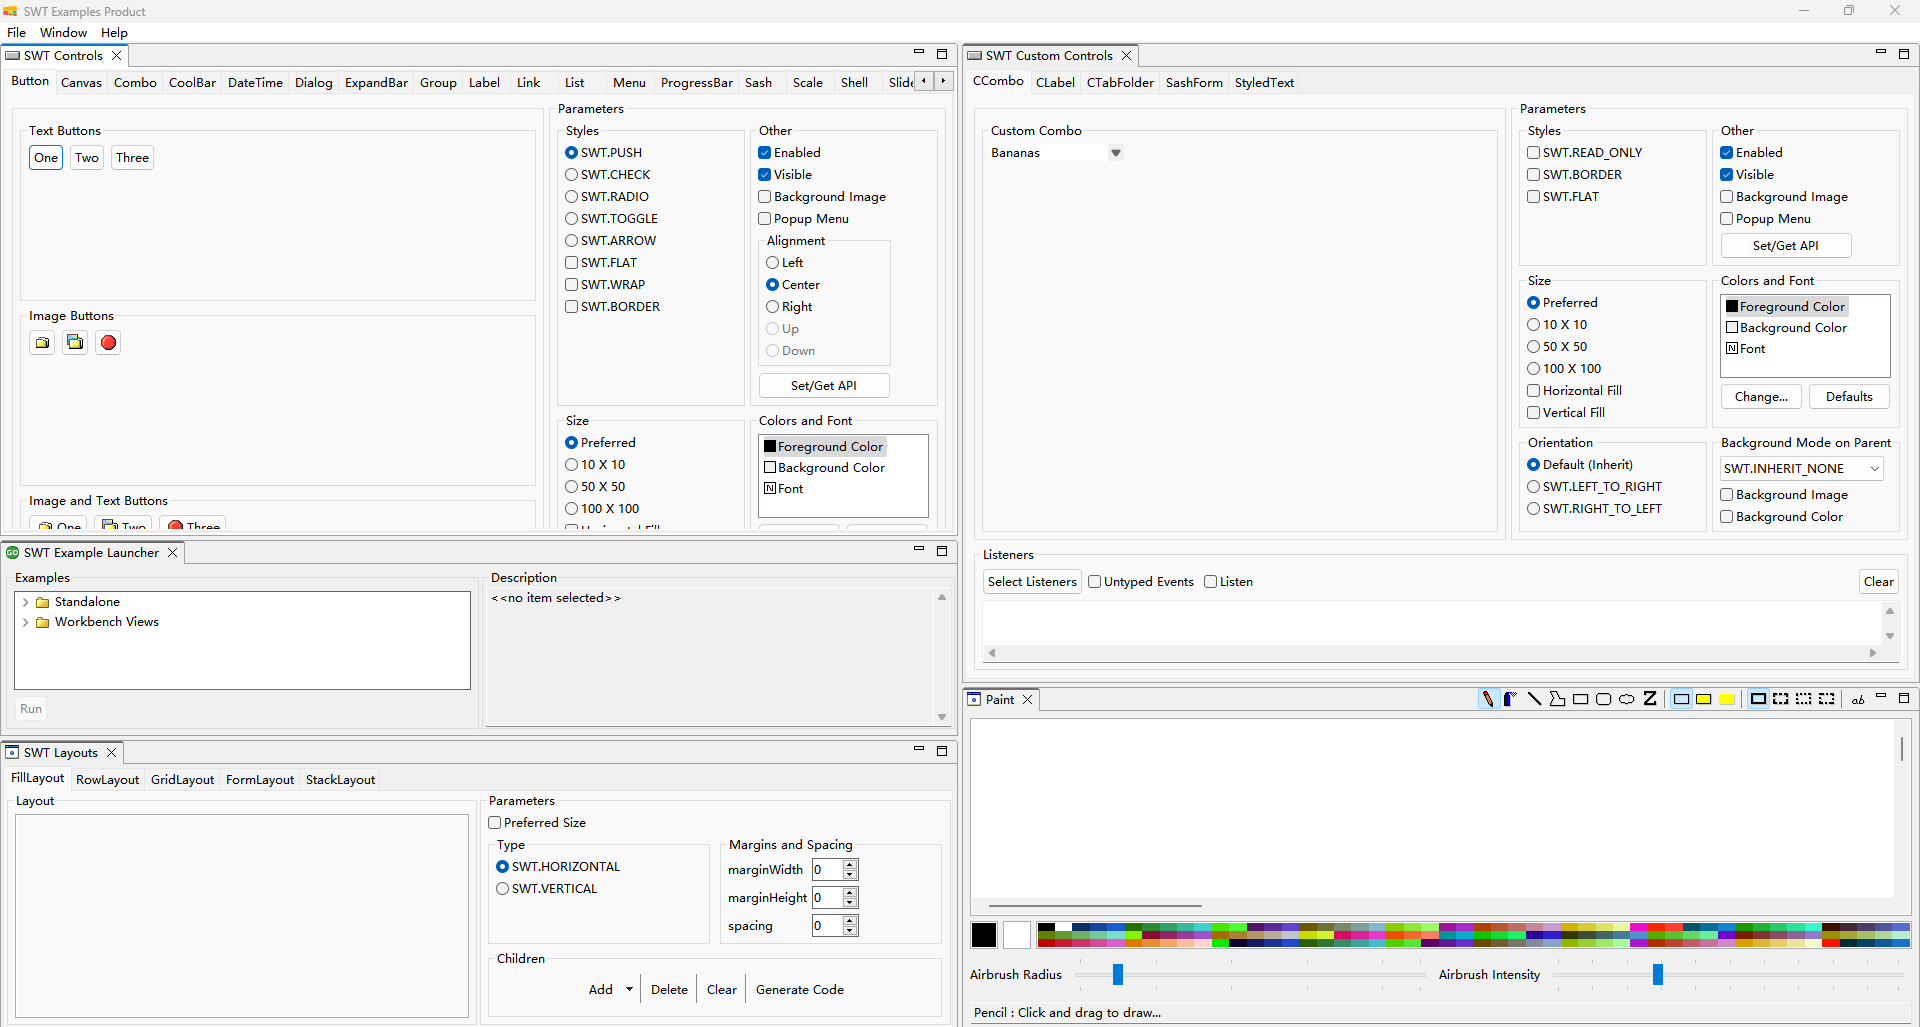 SWT Examples Product
File Window Help
SWT Controls
Button Canvas Combo CoolBar DateTime Dialog ExpandBar Group Label Link List Menu ProgressBar Sash Scale Shell Slide
Text Buttons
One Two Three
Image Buttons
Image and Text Buttons
One Two Three
Parameters
Styles
SWT.PUSH
SWT.CHECK
SWT.RADIO
SWT.TOGGLE
SWT.ARROW
SWT.FLAT
SWT.WRAP
SWT.BORDER
Other
Enabled
Visible
Background Image
Popup Menu
Alignment
Left
Center
Right
Up
Down
Set/Get API
Size
Preferred
10 X 10
50 X 50
100 X 100
Horizontal Fill
Colors and Font
Foreground Color
Background Color
N Font
SWT Custom Controls
CCombo CLabel CTabFolder SashForm StyledText
Custom Combo
Bananas
Parameters
Styles
SWT.READ_ONLY
SWT.BORDER
SWT.FLAT
Other
Enabled
Visible
Background Image
Popup Menu
Set/Get API
Size
Preferred
10 X 10
50 X 50
100 X 100
Horizontal Fill
Vertical Fill
Colors and Font
Foreground Color
Background Color
N Font
Change... Defaults
Orientation
Default (Inherit)
SWT.LEFT_TO_RIGHT
SWT.RIGHT_TO_LEFT
Background Mode on Parent
SWT.INHERIT_NONE
Background Image
Background Color
Listeners
Select Listeners Untyped Events Listen Clear
GO SWT Example Launcher
Examples
Standalone
Workbench Views
Run
Description
<<no item selected>>
SWT Layouts
FillLayout RowLayout GridLayout FormLayout StackLayout
Layout
Parameters
Preferred Size
Type
SWT.HORIZONTAL
SWT.VERTICAL
Margins and Spacing
marginWidth 0
marginHeight 0
spacing 0
Children
Add Delete Clear Generate Code
Paint
ab
Airbrush Radius Airbrush Intensity
Pencil : Click and drag to draw...